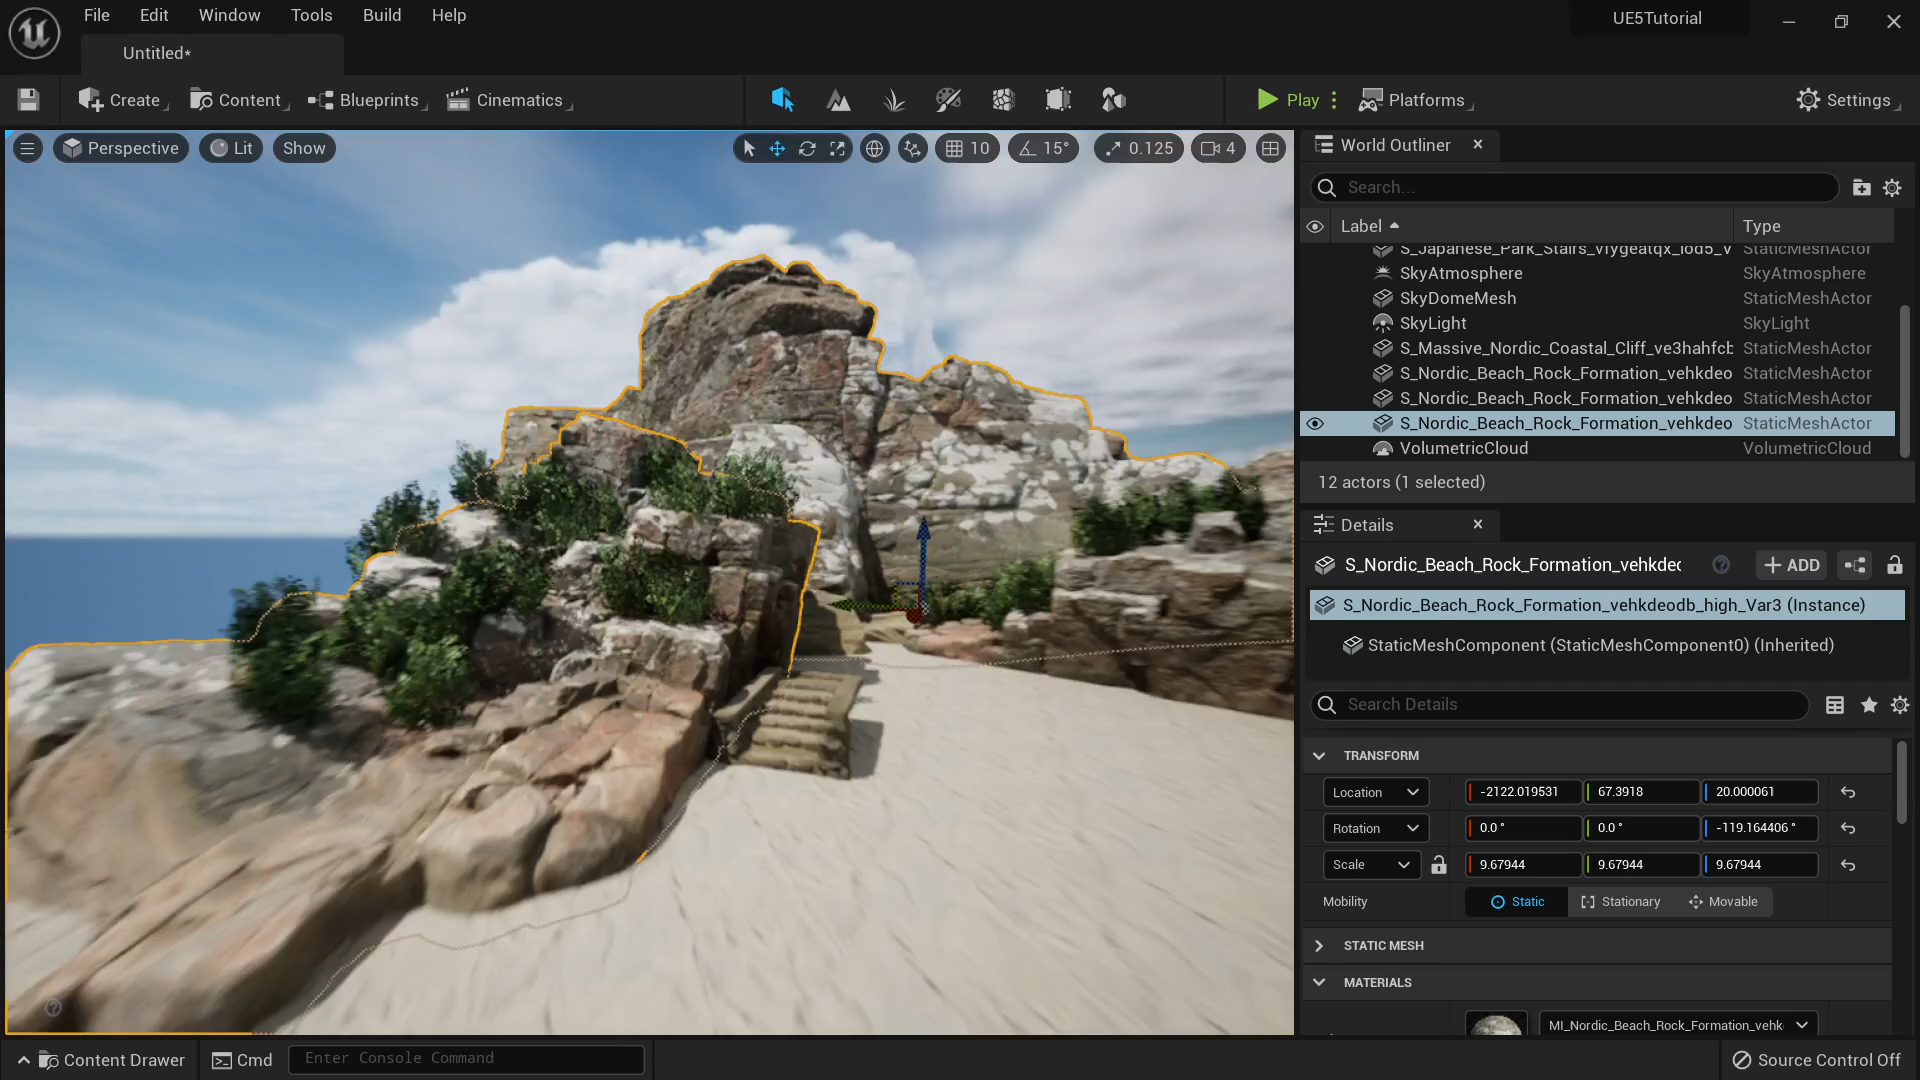 File Edit Window Tools Build Help
UE5Tutorial
Untitled*
Create Content Blueprints Cinematics
Play Platforms Settings
Perspective Lit Show
10 15° 0.125 4
World Outliner
Search...
Label Type
StaticMeshActor
SkyAtmosphere SkyAtmosphere
SkyDomeMesh StaticMeshActor
SkyLight SkyLight
S_Massive_Nordic_Coastal_Cliff_ve3hahfcb StaticMeshActor
S_Nordic_Beach_Rock_Formation_vehkdeo StaticMeshActor
S_Nordic_Beach_Rock_Formation_vehkdeo StaticMeshActor
S_Nordic_Beach_Rock_Formation_vehkdeo StaticMeshActor
VolumetricCloud VolumetricCloud
12 actors (1 selected)
Details
S_Nordic_Beach_Rock_Formation_vehkdec
+ ADD
S_Nordic_Beach_Rock_Formation_vehkdeodb_high_Var3 (Instance)
StaticMeshComponent (StaticMeshComponent0) (Inherited)
Search Details
TRANSFORM
Location -2122.019531 67.3918 20.000061
Rotation 0.0 ° 0.0 ° -119.164406 °
Scale 9.67944 9.67944 9.67944
Mobility Static Stationary Movable
STATIC MESH
MATERIALS
MI_Nordic_Beach_Rock_Formation_vehk
Content Drawer Cmd Enter Console Command
Source Control Off